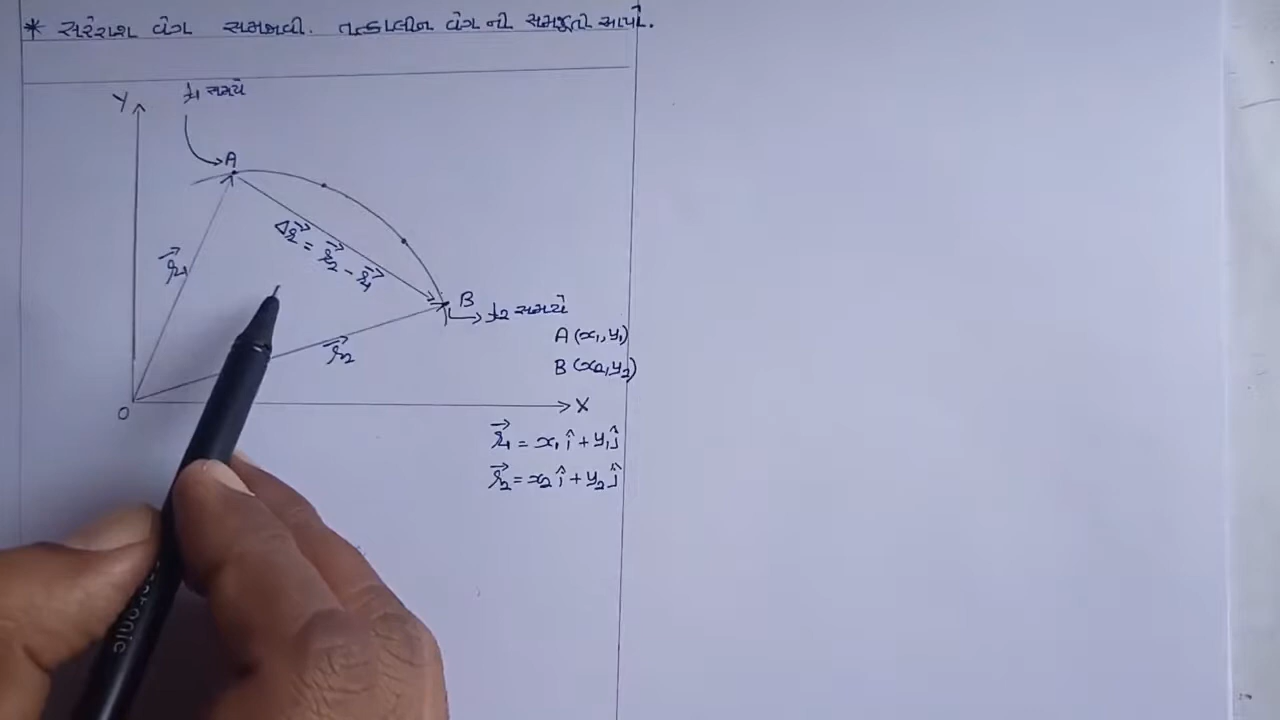 * સરેરાશ વેગ સમજાવી. તત્કાલીન વેગ ની સમજુતી આપો.
t₁ સમયે
Y
A
Δr⃗ = r⃗₂ - r⃗₁
r⃗₁
B
t₂ સમયે
r⃗₂
A (x₁, y₁)
B (x₂, y₂)
O
X
r⃗₁ = x₁ î + y₁ ĵ
r⃗₂ = x₂ î + y₂ ĵ